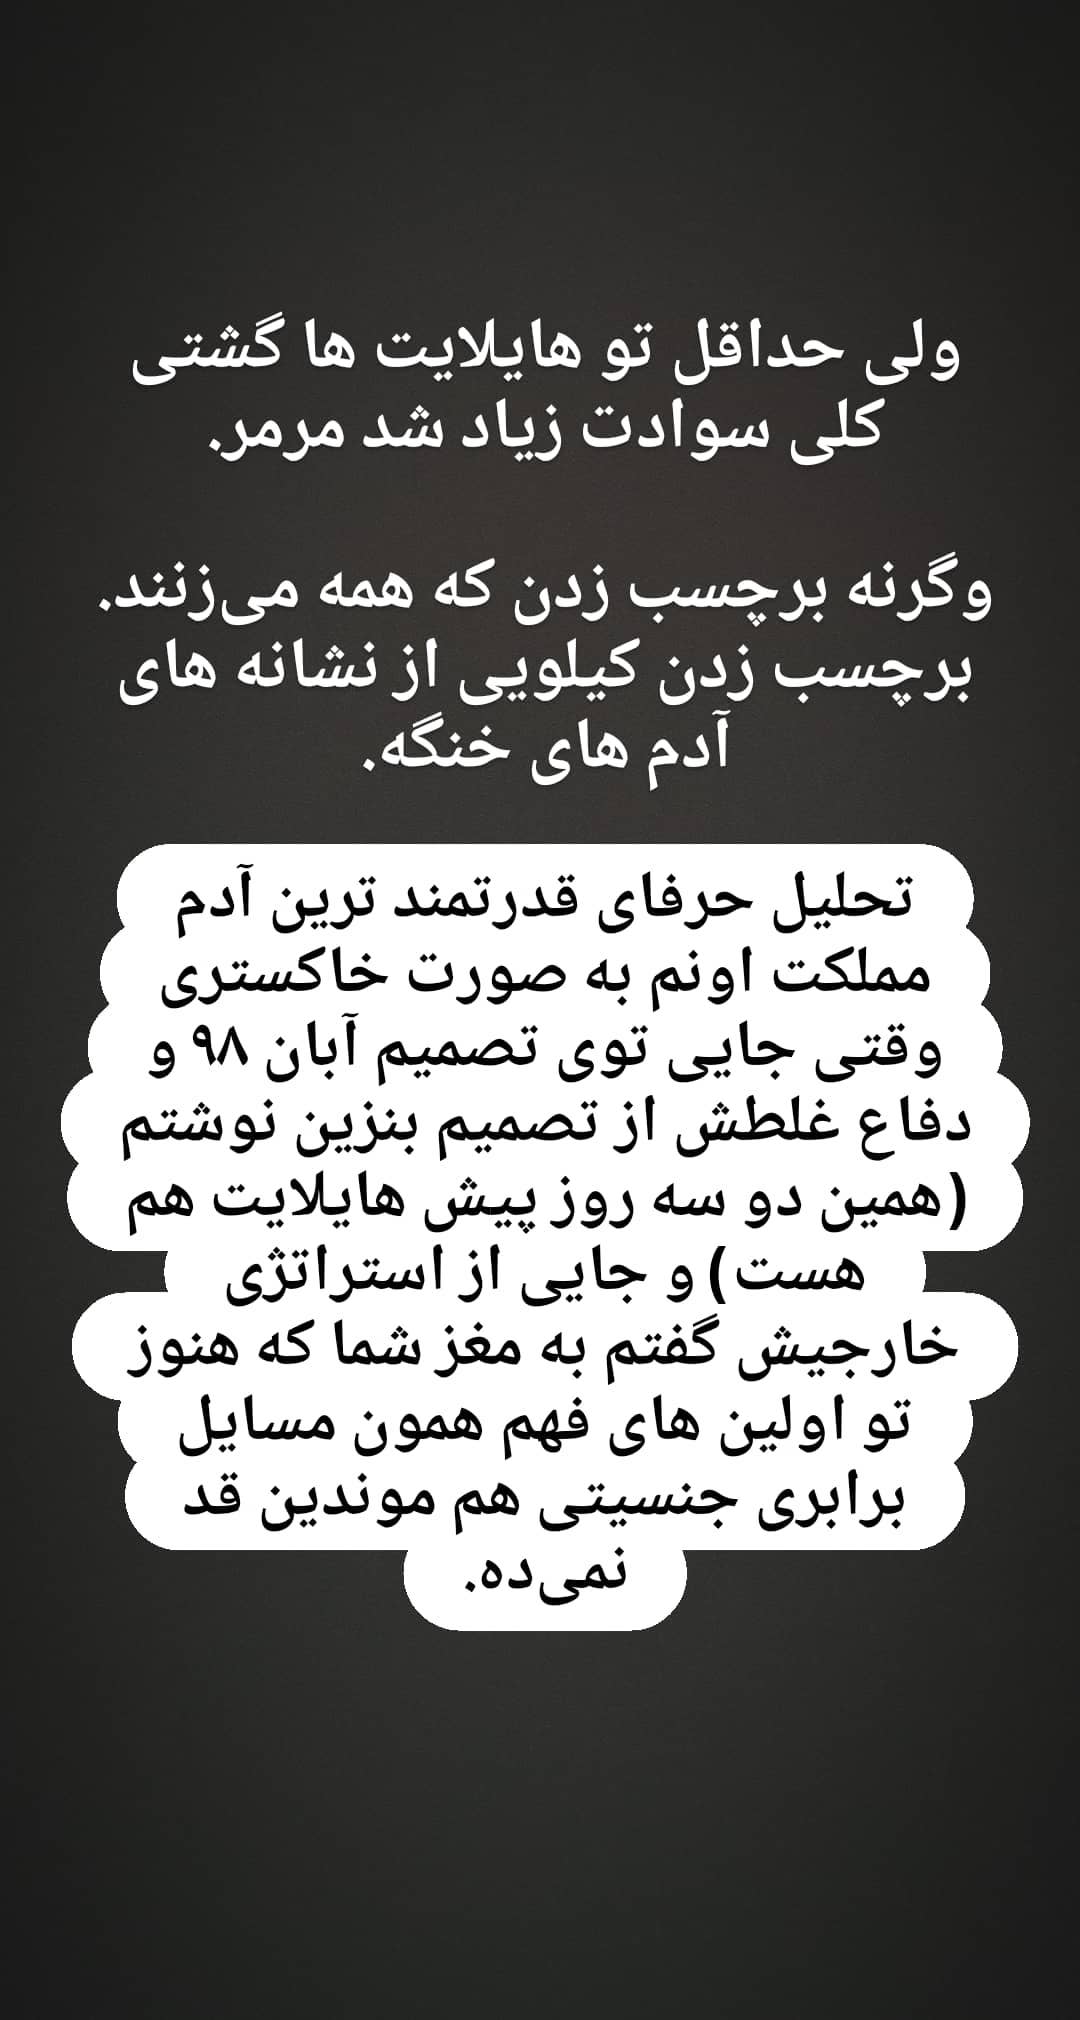 ولی حداقل تو هایلایت ها گشتی
کلی سوادت زیاد شد مرمر.
وگرنه برچسب زدن که همه می‌زنند.
برچسب زدن کیلویی از نشانه های
آدم های خنگه.
تحلیل حرفای قدرتمند ترین آدم
مملکت اونم به صورت خاکستری
وقتی جایی توی تصمیم آبان ۹۸ و
دفاع غلطش از تصمیم بنزین نوشتم
(همین دو سه روز پیش هایلایت هم
هست) و جایی از استراتژی
خارجیش گفتم به مغز شما که هنوز
تو اولین های فهم همون مسایل
برابری جنسیتی هم موندین قد
نمی‌ده.